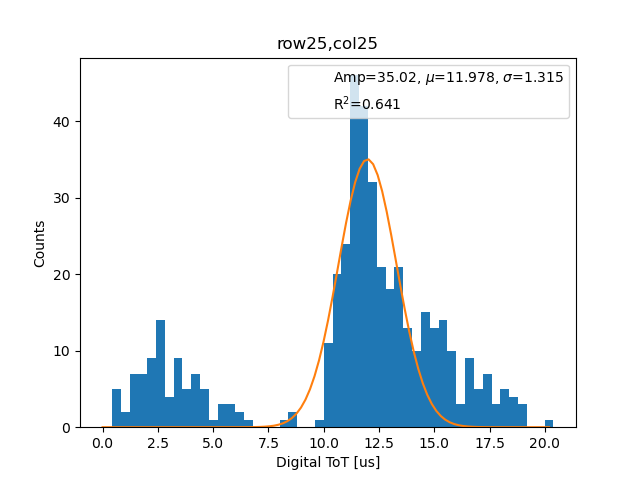 row25,col25
Amp=35.02, μ=11.978, σ=1.315
R²=0.641
Counts
40
30
20
10
0
0.0 2.5 5.0 7.5 10.0 12.5 15.0 17.5 20.0
Digital ToT [us]